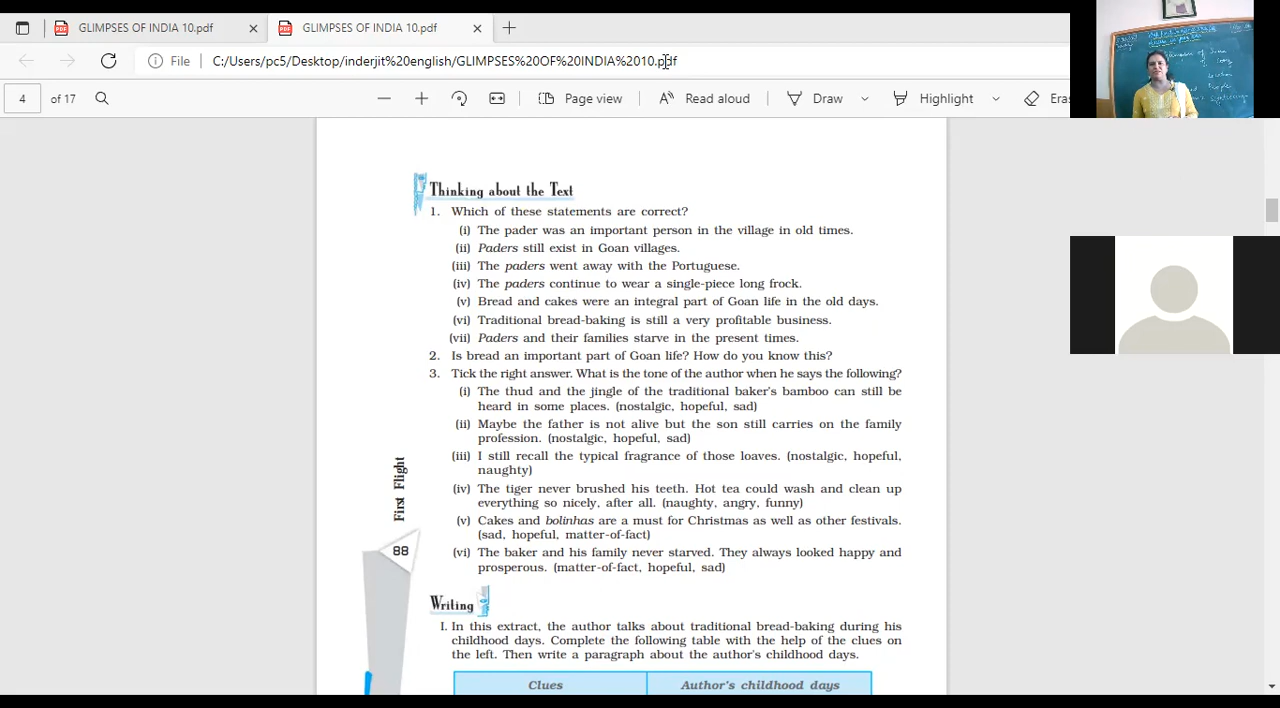 GLIMPSES OF INDIA 10.pdf
GLIMPSES OF INDIA 10.pdf
File
C:/Users/pc5/Desktop/inderjit%20english/GLIMPSES%20OF%20INDIA%2010.pdf
4 of 17
Page view
Read aloud
Draw
Highlight
Eras
Thinking about the Text
1. Which of these statements are correct?
(i) The pader was an important person in the village in old times.
(ii) Paders still exist in Goan villages.
(iii) The paders went away with the Portuguese.
(iv) The paders continue to wear a single-piece long frock.
(v) Bread and cakes were an integral part of Goan life in the old days.
(vi) Traditional bread-baking is still a very profitable business.
(vii) Paders and their families starve in the present times.
2. Is bread an important part of Goan life? How do you know this?
3. Tick the right answer. What is the tone of the author when he says the following?
(i) The thud and the jingle of the traditional baker's bamboo can still be
heard in some places. (nostalgic, hopeful, sad)
(ii) Maybe the father is not alive but the son still carries on the family
profession. (nostalgic, hopeful, sad)
(iii) I still recall the typical fragrance of those loaves. (nostalgic, hopeful,
naughty)
(iv) The tiger never brushed his teeth. Hot tea could wash and clean up
everything so nicely, after all. (naughty, angry, funny)
(v) Cakes and bolinhas are a must for Christmas as well as other festivals.
(sad, hopeful, matter-of-fact)
(vi) The baker and his family never starved. They always looked happy and
prosperous. (matter-of-fact, hopeful, sad)
First Flight
88
Writing
I. In this extract, the author talks about traditional bread-baking during his
childhood days. Complete the following table with the help of the clues on
the left. Then write a paragraph about the author's childhood days.
Clues
Author's childhood days